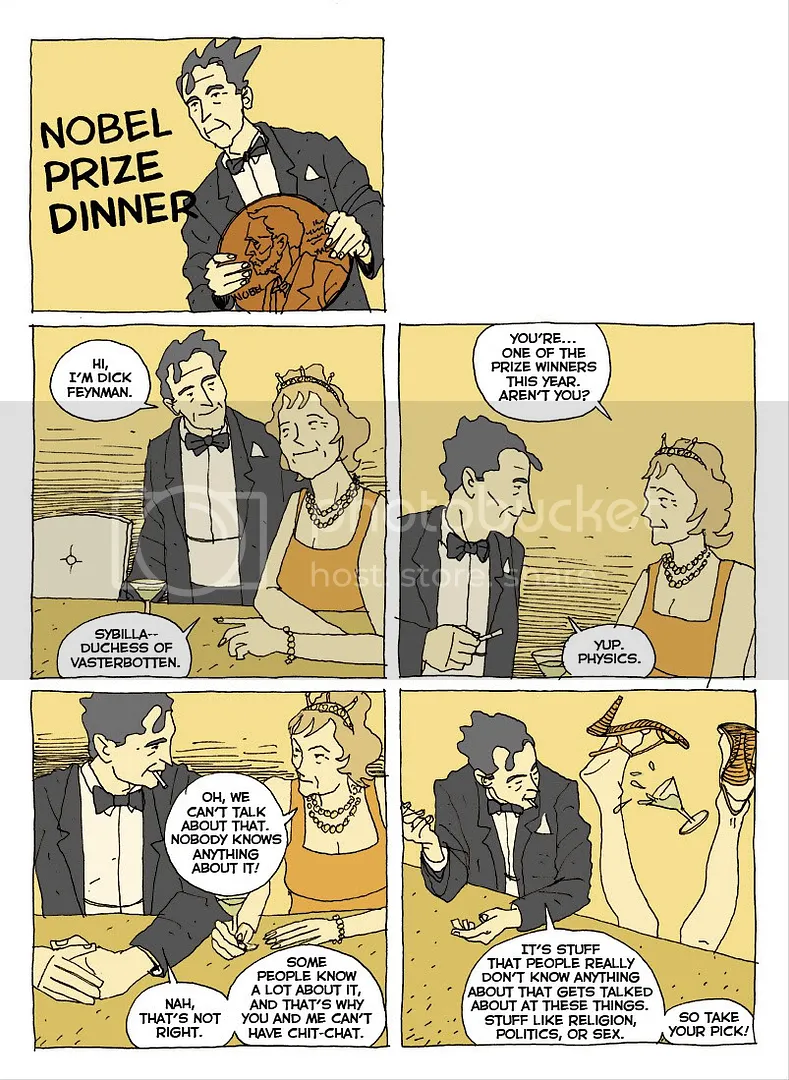 NOBEL
PRIZE
DINNER
NOBEL
HI,
I'M DICK
FEYNMAN.
SYBILLA--
DUCHESS OF
VASTERBOTTEN.
YOU'RE...
ONE OF THE
PRIZE WINNERS
THIS YEAR.
AREN'T YOU?
YUP.
PHYSICS.
photobucket
host. store. share.
OH, WE
CAN'T TALK
ABOUT THAT.
NOBODY KNOWS
ANYTHING
ABOUT IT!
NAH,
THAT'S NOT
RIGHT.
SOME
PEOPLE KNOW
A LOT ABOUT IT,
AND THAT'S WHY
YOU AND ME CAN'T
HAVE CHIT-CHAT.
IT'S STUFF
THAT PEOPLE REALLY
DON'T KNOW ANYTHING
ABOUT THAT GETS TALKED
ABOUT AT THESE THINGS.
STUFF LIKE RELIGION,
POLITICS, OR SEX.
SO TAKE
YOUR PICK!